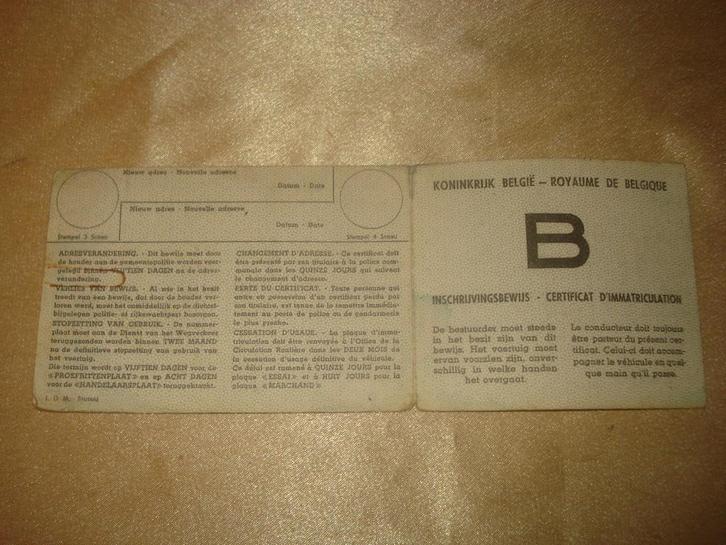 Nieuw adres - Nouvelle adresse
Datum - Date
Nieuw adres - Nouvelle adresse
Datum - Date
Stempel 3 Sceau
Stempel 4 Sceau
ADRESVERANDERING. - Dit bewijs moet door
de houder aan de gemeentepolitie worden voor-
gelegd BINNEN VIJFTIEN DAGEN na de adres-
verandering.
VERLIES VAN BEWIJS. - Al wie in het bezit
treedt van een bewijs, dat door de houder ver-
loren werd, moet het onmiddellijk op de dichtst-
bijgelegen politie- of rijkswachtpost bezorgen.
STOPZETTING VAN GEBRUIK. - De nummer-
plaat moet aan de Dienst van het Wegverkeer
teruggezonden worden binnen TWEE MAAND
na de definitieve stopzetting van gebruik van
het voertuig.
Die termijn wordt op VIJFTIEN DAGEN voor de
«PROEFRITTENPLAAT» en op ACHT DAGEN
voor de «HANDELAARSPLAAT» teruggebracht.
CHANGEMENT D'ADRESSE. - Ce certificat doit
être présenté par son titulaire à la police com-
munale dans les QUINZE JOURS qui suivent
le changement d'adresse.
PERTE DU CERTIFICAT. - Toute personne qui
entre en possession d'un certificat perdu par
son titulaire, est tenue de le remettre immédiat-
ement au poste de police ou de gendarmerie
le plus proche.
CESSATION D'USAGE. - La plaque d'imma-
triculation doit être renvoyée à l'Office de la
Circulation Routière dans les DEUX MOIS de
la cessation d'usage définitive du véhicule.
Ce délai est ramené à QUINZE JOURS pour la
plaque «ESSAI» et à HUIT JOURS pour la
plaque «MARCHAND»
KONINKRIJK BELGIË — ROYAUME DE BELGIQUE
B
INSCHRIJVINGSBEWIJS - CERTIFICAT D'IMMATRICULATION
De bestuurder moet steeds
in het bezit zijn van dit
bewijs. Het voertuig moet
ervan voorzien zijn, onver-
schillig in welke handen
het overgaat.
Le conducteur doit toujours
être porteur du présent cer-
tificat. Celui-ci doit accom-
pagner le véhicule en quel-
que main qu'il passe.